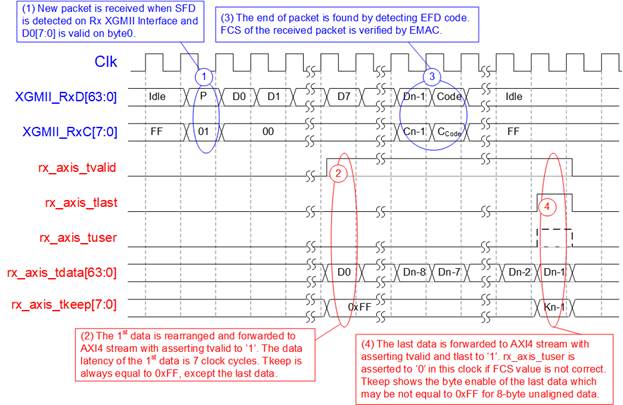 (1) New packet is received when SFD
is detected on Rx XGMII Interface and
D0[7:0] is valid on byte0.
(3) The end of packet is found by detecting EFD code.
FCS of the received packet is verified by EMAC.
Clk
1
3
XGMII_RxD[63:0] Idle P D0 D1 D7 Dn-1 Code Idle
XGMII_RxC[7:0] FF 01 00 Cn-1 CCode FF
rx_axis_tvalid
2
rx_axis_tlast
4
rx_axis_tuser
rx_axis_tdata[63:0] D0 Dn-8 Dn-7 Dn-2 Dn-1
rx_axis_tkeep[7:0] 0xFF Kn-1
(2) The 1st data is rearranged and forwarded to
AXI4 stream with asserting tvalid to '1'. The data
latency of the 1st data is 7 clock cycles. Tkeep is
always equal to 0xFF, except the last data.
(4) The last data is forwarded to AXI4 stream with
asserting tvalid and tlast to '1'. rx_axis_tuser is
asserted to '0' in this clock if FCS value is not correct.
Tkeep shows the byte enable of the last data which
may be not equal to 0xFF for 8-byte unaligned data.